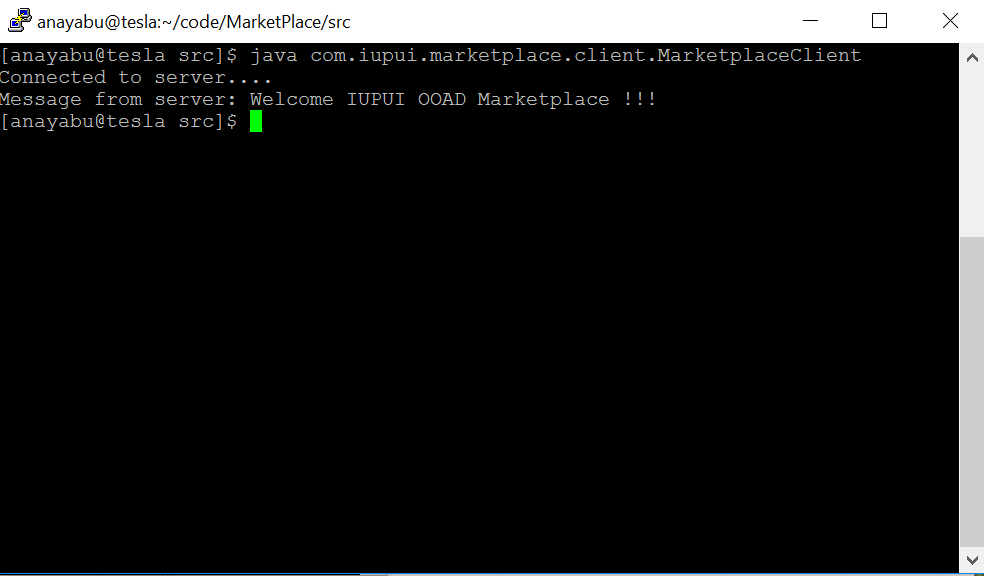 anayabu@tesla:~/code/MarketPlace/src
[anayabu@tesla src]$ java com.iupui.marketplace.client.MarketplaceClient
Connected to server....
Message from server: Welcome IUPUI OOAD Marketplace !!!
[anayabu@tesla src]$